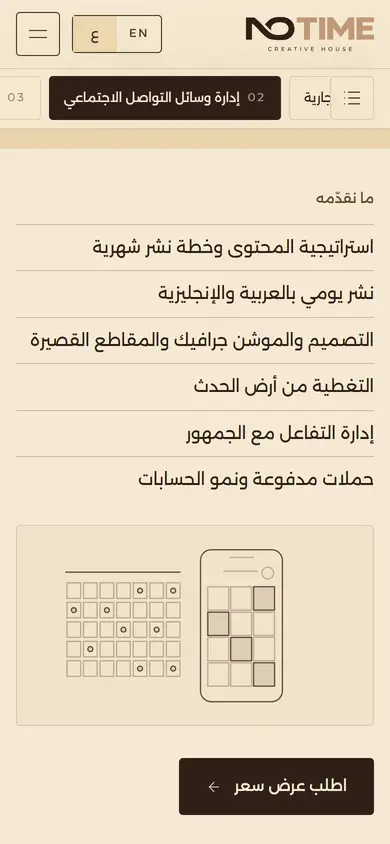 NOTIME
CREATIVE HOUSE
ع
EN
جارية
02 إدارة وسائل التواصل الاجتماعي
03
ما نقدّمه
استراتيجية المحتوى وخطة نشر شهرية
نشر يومي بالعربية والإنجليزية
التصميم والموشن جرافيك والمقاطع القصيرة
التغطية من أرض الحدث
إدارة التفاعل مع الجمهور
حملات مدفوعة ونمو الحسابات
اطلب عرض سعر ←